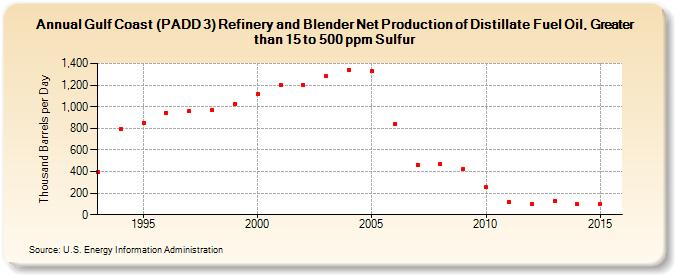 Annual Gulf Coast (PADD 3) Refinery and Blender Net Production of Distillate Fuel Oil, Greater
than 15 to 500 ppm Sulfur
Thousand Barrels per Day
1,400
1,200
1,000
800
600
400
200
0
1995 2000 2005 2010 2015
Source: U.S. Energy Information Administration